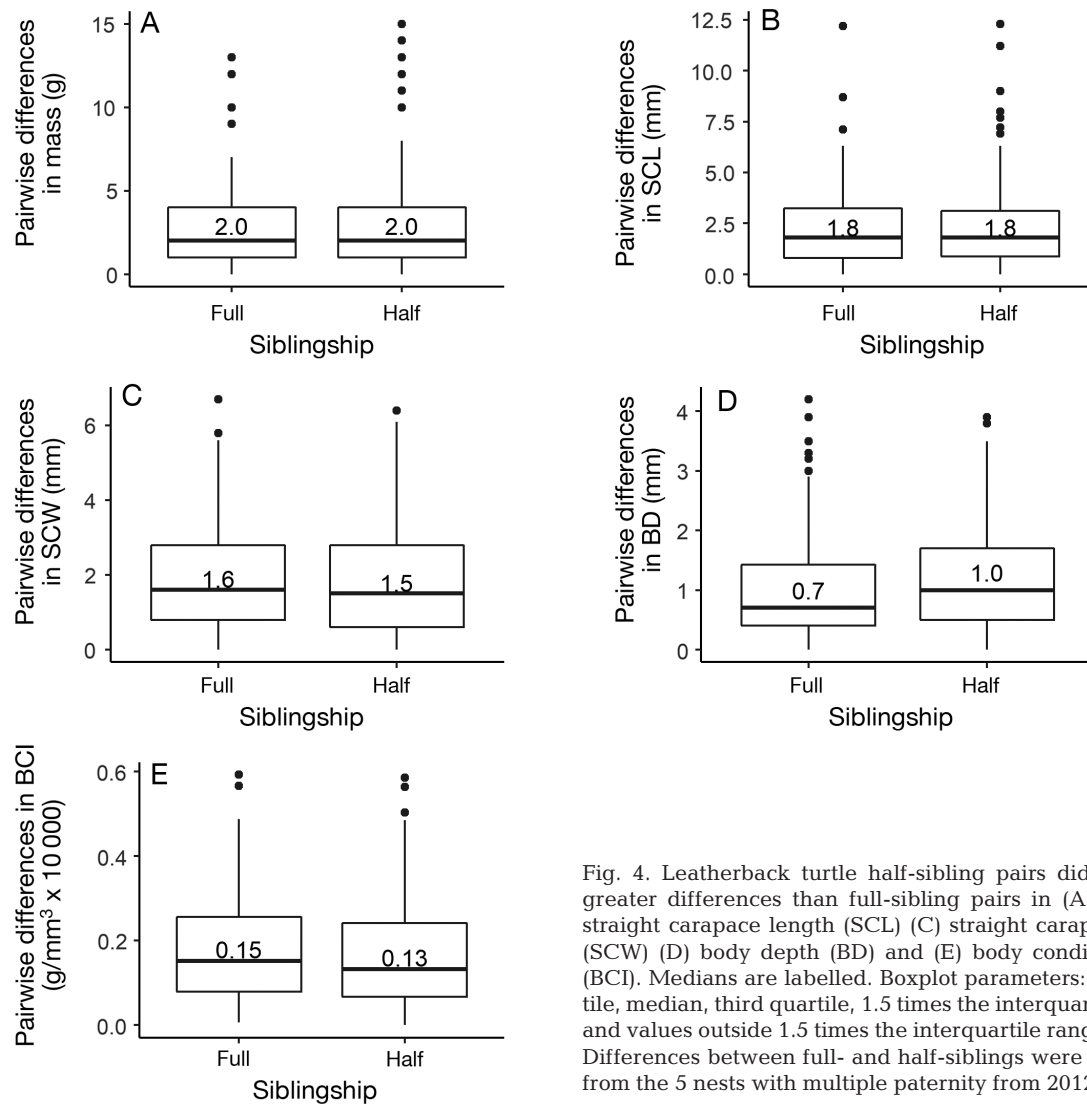 A
Pairwise differences
in mass (g)
15
10
5
0
2.0
2.0
Full
Half
Siblingship
B
Pairwise differences
in SCL (mm)
12.5
10.0
7.5
5.0
2.5
0.0
1.8
1.8
Full
Half
Siblingship
C
Pairwise differences
in SCW (mm)
6
4
2
0
1.6
1.5
Full
Half
Siblingship
D
Pairwise differences
in BD (mm)
4
3
2
1
0
0.7
1.0
Full
Half
Siblingship
E
Pairwise differences in BCI
(g/mm³ x 10 000)
0.6
0.4
0.2
0.0
0.15
0.13
Full
Half
Siblingship
Fig. 4. Leatherback turtle half-sibling pairs did
greater differences than full-sibling pairs in (A
straight carapace length (SCL) (C) straight carap
(SCW) (D) body depth (BD) and (E) body condi
(BCI). Medians are labelled. Boxplot parameters:
tile, median, third quartile, 1.5 times the interquar
and values outside 1.5 times the interquartile rang
Differences between full- and half-siblings were
from the 5 nests with multiple paternity from 2012